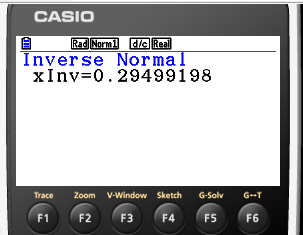 CASIO
Rad Norm1 d/c Real
Inverse Normal
xInv=0.29499198
Trace Zoom V-Window Sketch G-Solv G↔T
F1 F2 F3 F4 F5 F6